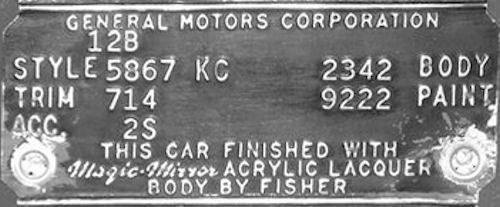 GENERAL MOTORS CORPORATION
12B
STYLE 5867 KC 2342 BODY
TRIM 714 9222 PAINT
ACC. 2S
THIS CAR FINISHED WITH
Magic-Mirror ACRYLIC LACQUER
BODY BY FISHER